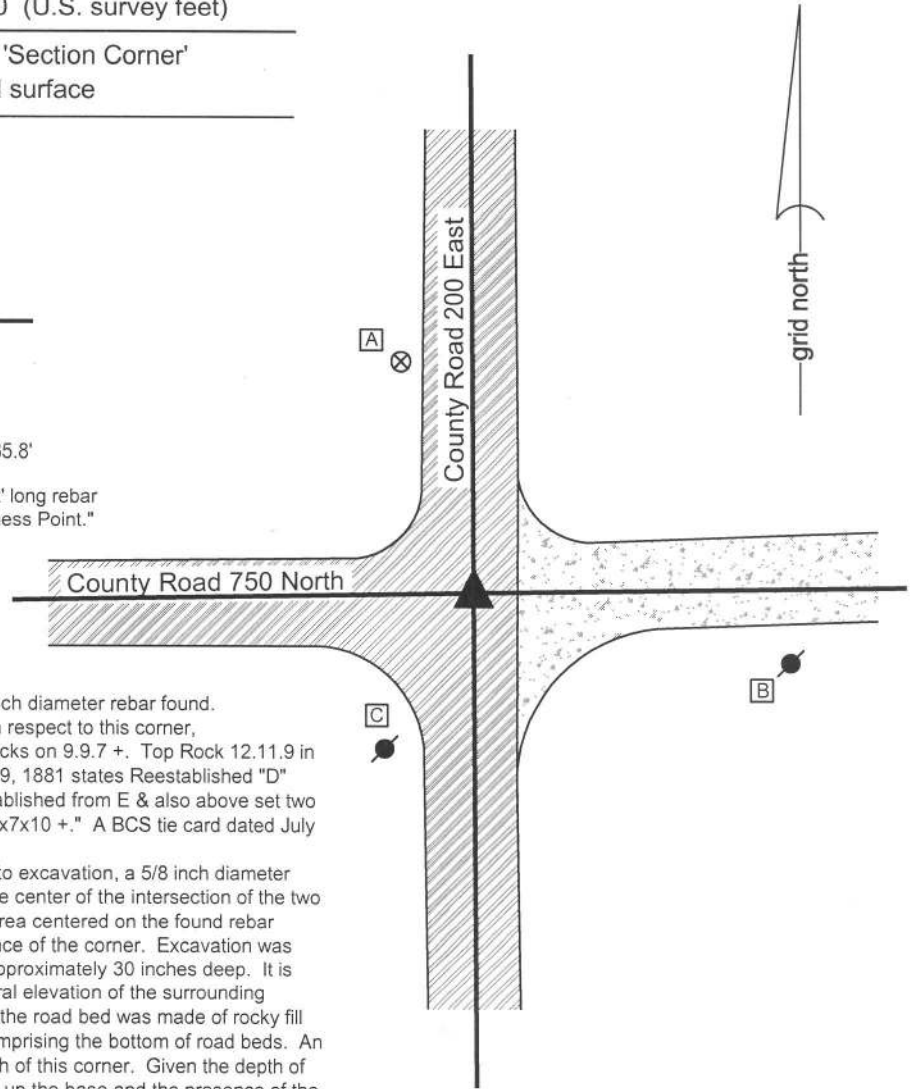 (U.S. survey feet)
'Section Corner'
surface
County Road 200 East
grid north
A
5.8'
' long rebar
ess Point."
County Road 750 North
B
C
ch diameter rebar found.
respect to this corner,
cks on 9.9.7 +. Top Rock 12.11.9 in
9, 1881 states Reestablished "D"
ablished from E & also above set two
x7x10 +." A BCS tie card dated July
to excavation, a 5/8 inch diameter
e center of the intersection of the two
rea centered on the found rebar
nce of the corner. Excavation was
pproximately 30 inches deep. It is
ral elevation of the surrounding
the road bed was made of rocky fill
mprising the bottom of road beds. An
h of this corner. Given the depth of
up the base and the presence of the